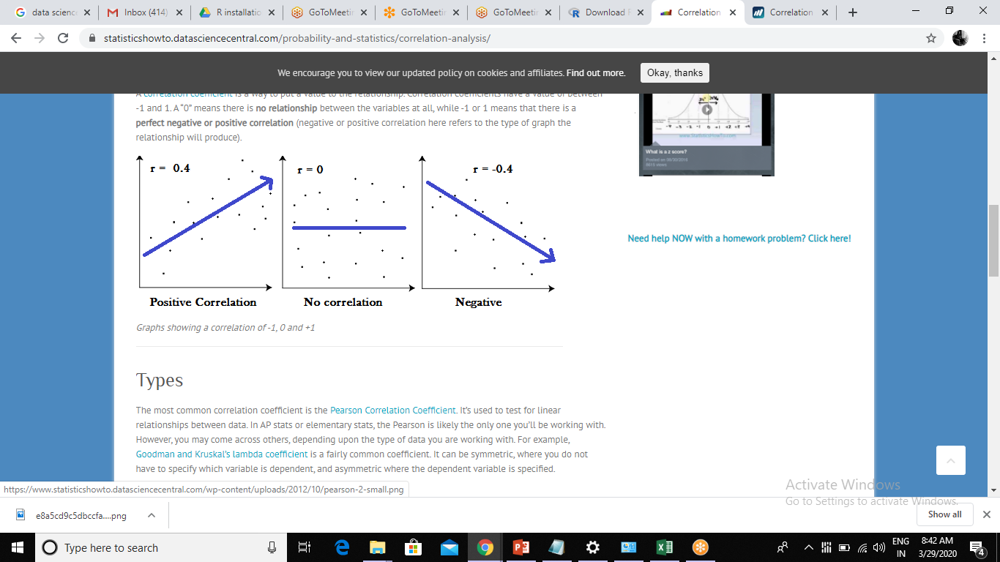 data scienc
Inbox (414)
R installatio
GoToMeetin
GoToMeetin
GoToMeetin
Download R
Correlation
Correlation
statisticshowto.datasciencecentral.com/probability-and-statistics/correlation-analysis/
We encourage you to view our updated policy on cookies and affiliates. Find out more.
Okay, thanks
A correlation coefficient is a way to put a value to the relationship. Correlation coefficients have a value of between
-1 and 1. A “0” means there is no relationship between the variables at all, while -1 or 1 means that there is a
perfect negative or positive correlation (negative or positive correlation here refers to the type of graph the
relationship will produce).
r = 0.4
r = 0
r = -0.4
Positive Correlation
No correlation
Negative
Graphs showing a correlation of -1, 0 and +1
Types
The most common correlation coefficient is the Pearson Correlation Coefficient. It’s used to test for linear
relationships between data. In AP stats or elementary stats, the Pearson is likely the only one you’ll be working with.
However, you may come across others, depending upon the type of data you are working with. For example,
Goodman and Kruskal’s lambda coefficient is a fairly common coefficient. It can be symmetric, where you do not
have to specify which variable is dependent, and asymmetric where the dependent variable is specified.
-4 -3 -2 -1 0 +1 +2 +3 +4
www.StatisticsHowTo.com
What is a z score?
Need help NOW with a homework problem? Click here!
https://www.statisticshowto.datasciencecentral.com/wp-content/uploads/2012/10/pearson-2-small.png
Activate Windows
Go to Settings to activate Windows.
e8a5cd9c5dbccfa....png
Show all
Type here to search
ENG
IN
8:42 AM
3/29/2020
4